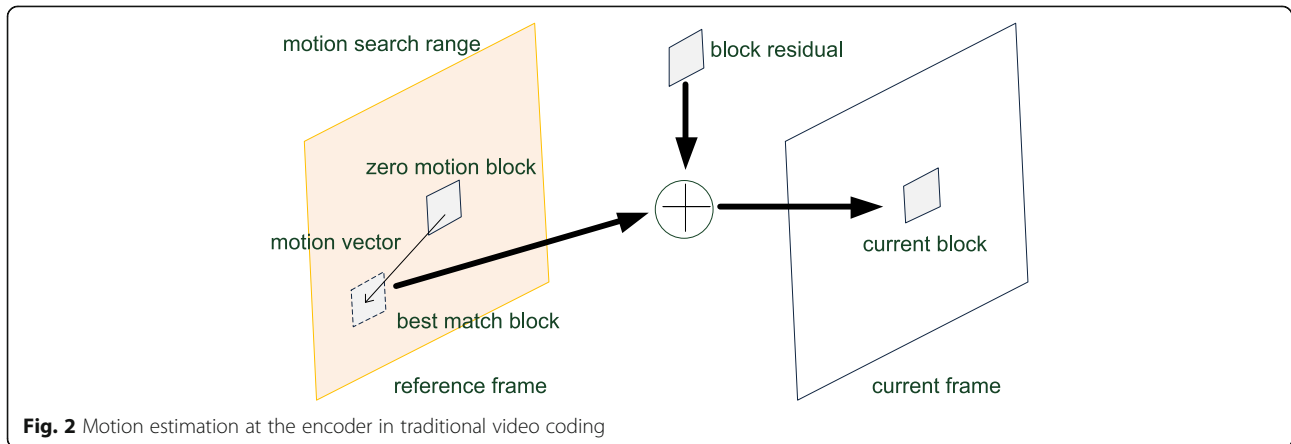 motion search range
block residual
zero motion block
motion vector
current block
best match block
reference frame
current frame
Fig. 2 Motion estimation at the encoder in traditional video coding